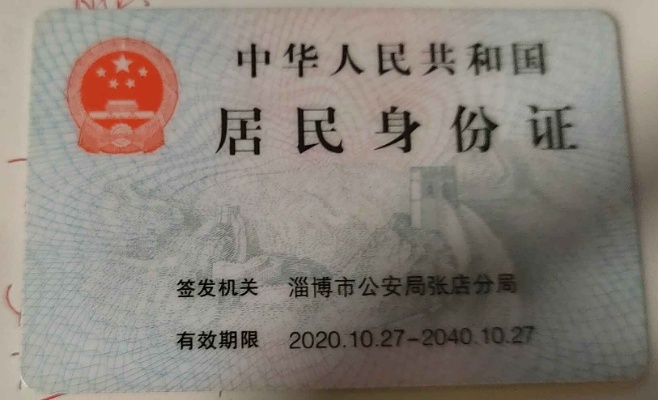 中华人民共和国
居民身份证
签发机关 淄博市公安局张店分局
有效期限 2020.10.27-2040.10.27